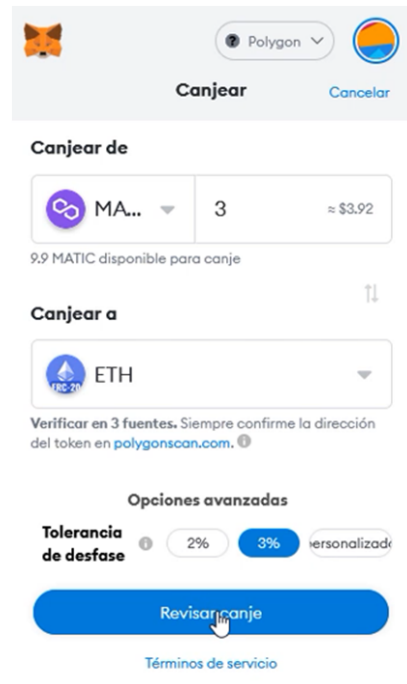 Polygon
Canjear
Cancelar
Canjear de
MA...
3
≈ $3.92
9.9 MATIC disponible para canje
Canjear a
ERC-20
ETH
Verificar en 3 fuentes. Siempre confirme la dirección
del token en polygonscan.com.
Opciones avanzadas
Tolerancia
de desfase
2%
3%
ersonalizado
Revisar canje
Términos de servicio